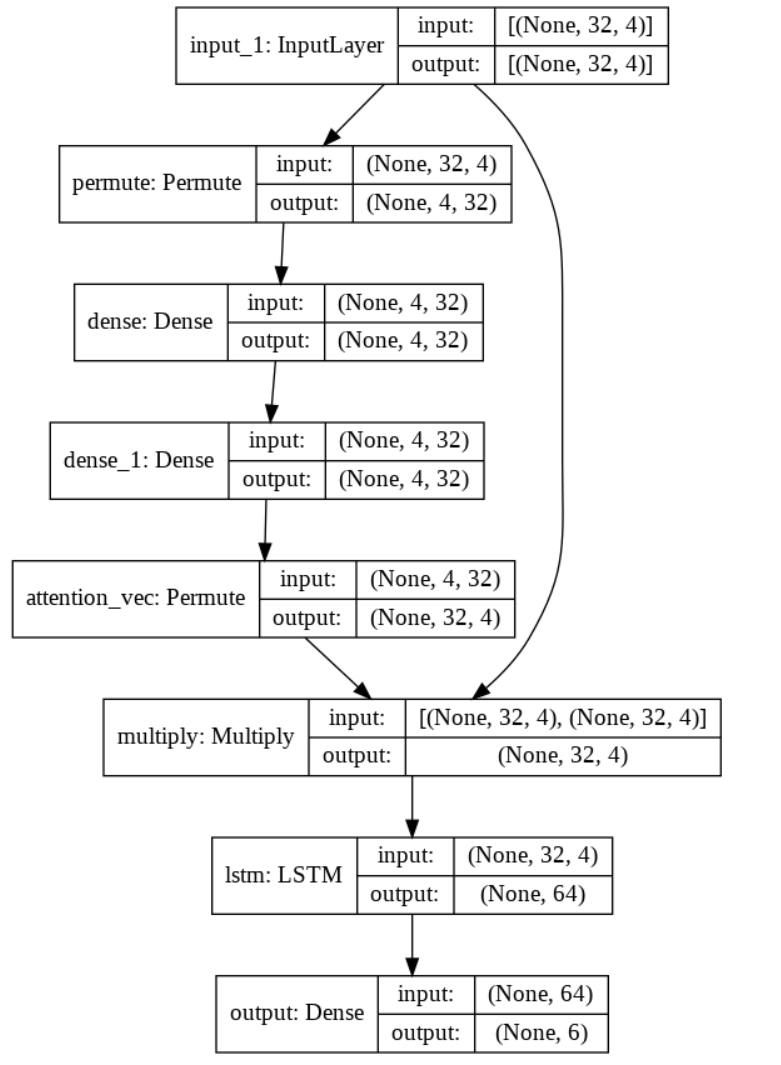 input_1: InputLayer
input: [(None, 32, 4)]
output: [(None, 32, 4)]
permute: Permute
input: (None, 32, 4)
output: (None, 4, 32)
dense: Dense
input: (None, 4, 32)
output: (None, 4, 32)
dense_1: Dense
input: (None, 4, 32)
output: (None, 4, 32)
attention_vec: Permute
input: (None, 4, 32)
output: (None, 32, 4)
multiply: Multiply
input: [(None, 32, 4), (None, 32, 4)]
output: (None, 32, 4)
lstm: LSTM
input: (None, 32, 4)
output: (None, 64)
output: Dense
input: (None, 64)
output: (None, 6)